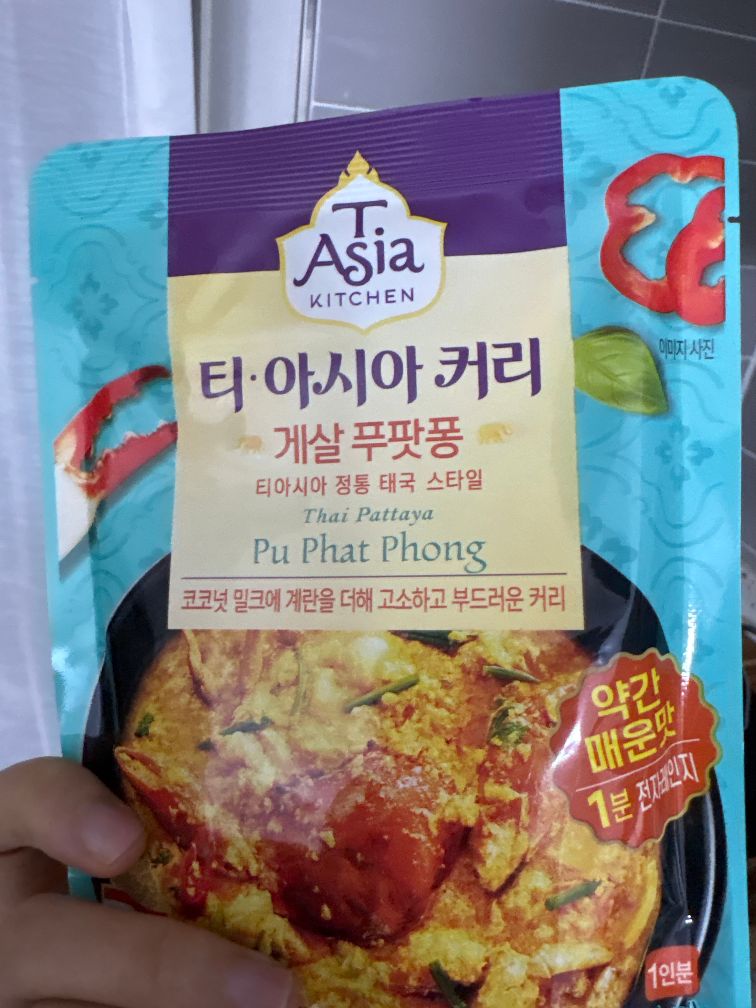 T
Asia
KITCHEN
티·아시아 커리
이미지 사진
게살 푸팟퐁
티아시아 정통 태국 스타일
Thai Pattaya
Pu Phat Phong
코코넛 밀크에 계란을 더해 고소하고 부드러운 커리
약간
매운맛
1분 전자레인지
1인분